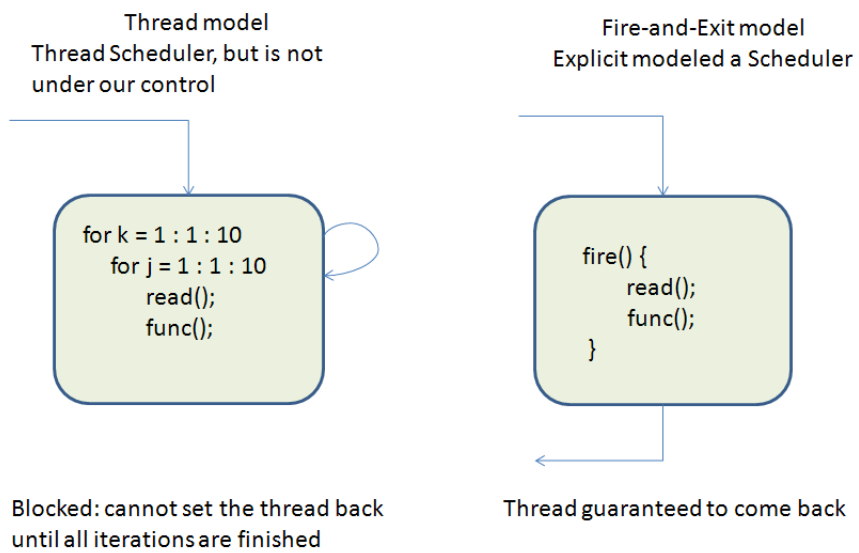 Thread model
Thread Scheduler, but is not
under our control
for k = 1 : 1 : 10
for j = 1 : 1 : 10
read();
func();
Blocked: cannot set the thread back
until all iterations are finished
Fire-and-Exit model
Explicit modeled a Scheduler
fire() {
read();
func();
}
Thread guaranteed to come back